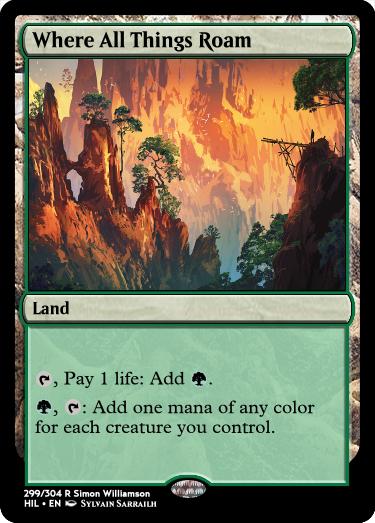 Where All Things Roam
Land
, Pay 1 life: Add .
, : Add one mana of any color
for each creature you control.
299/304 R Simon Williamson
HIL • EN Sylvain Sarrailh